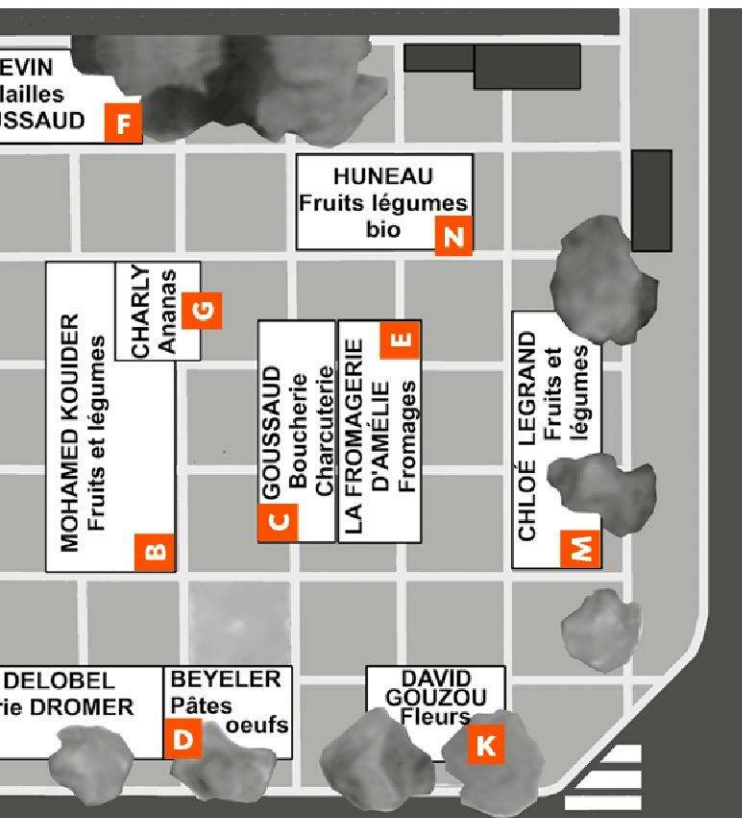 EVIN
lailles
USSAUD
F
HUNEAU
Fruits légumes
bio
N
CHARLY
Ananas
G
MOHAMED KOUIDER
Fruits et légumes
B
GOUSSAUD
Boucherie
Charcuterie
C
LA FROMAGERIE
D'AMÉLIE
Fromages
E
CHLOÉ LEGRAND
Fruits et
légumes
M
DELOBEL
rie DROMER
BEYELER
Pâtes
oeufs
D
DAVID
GOUZOU
Fleurs
K